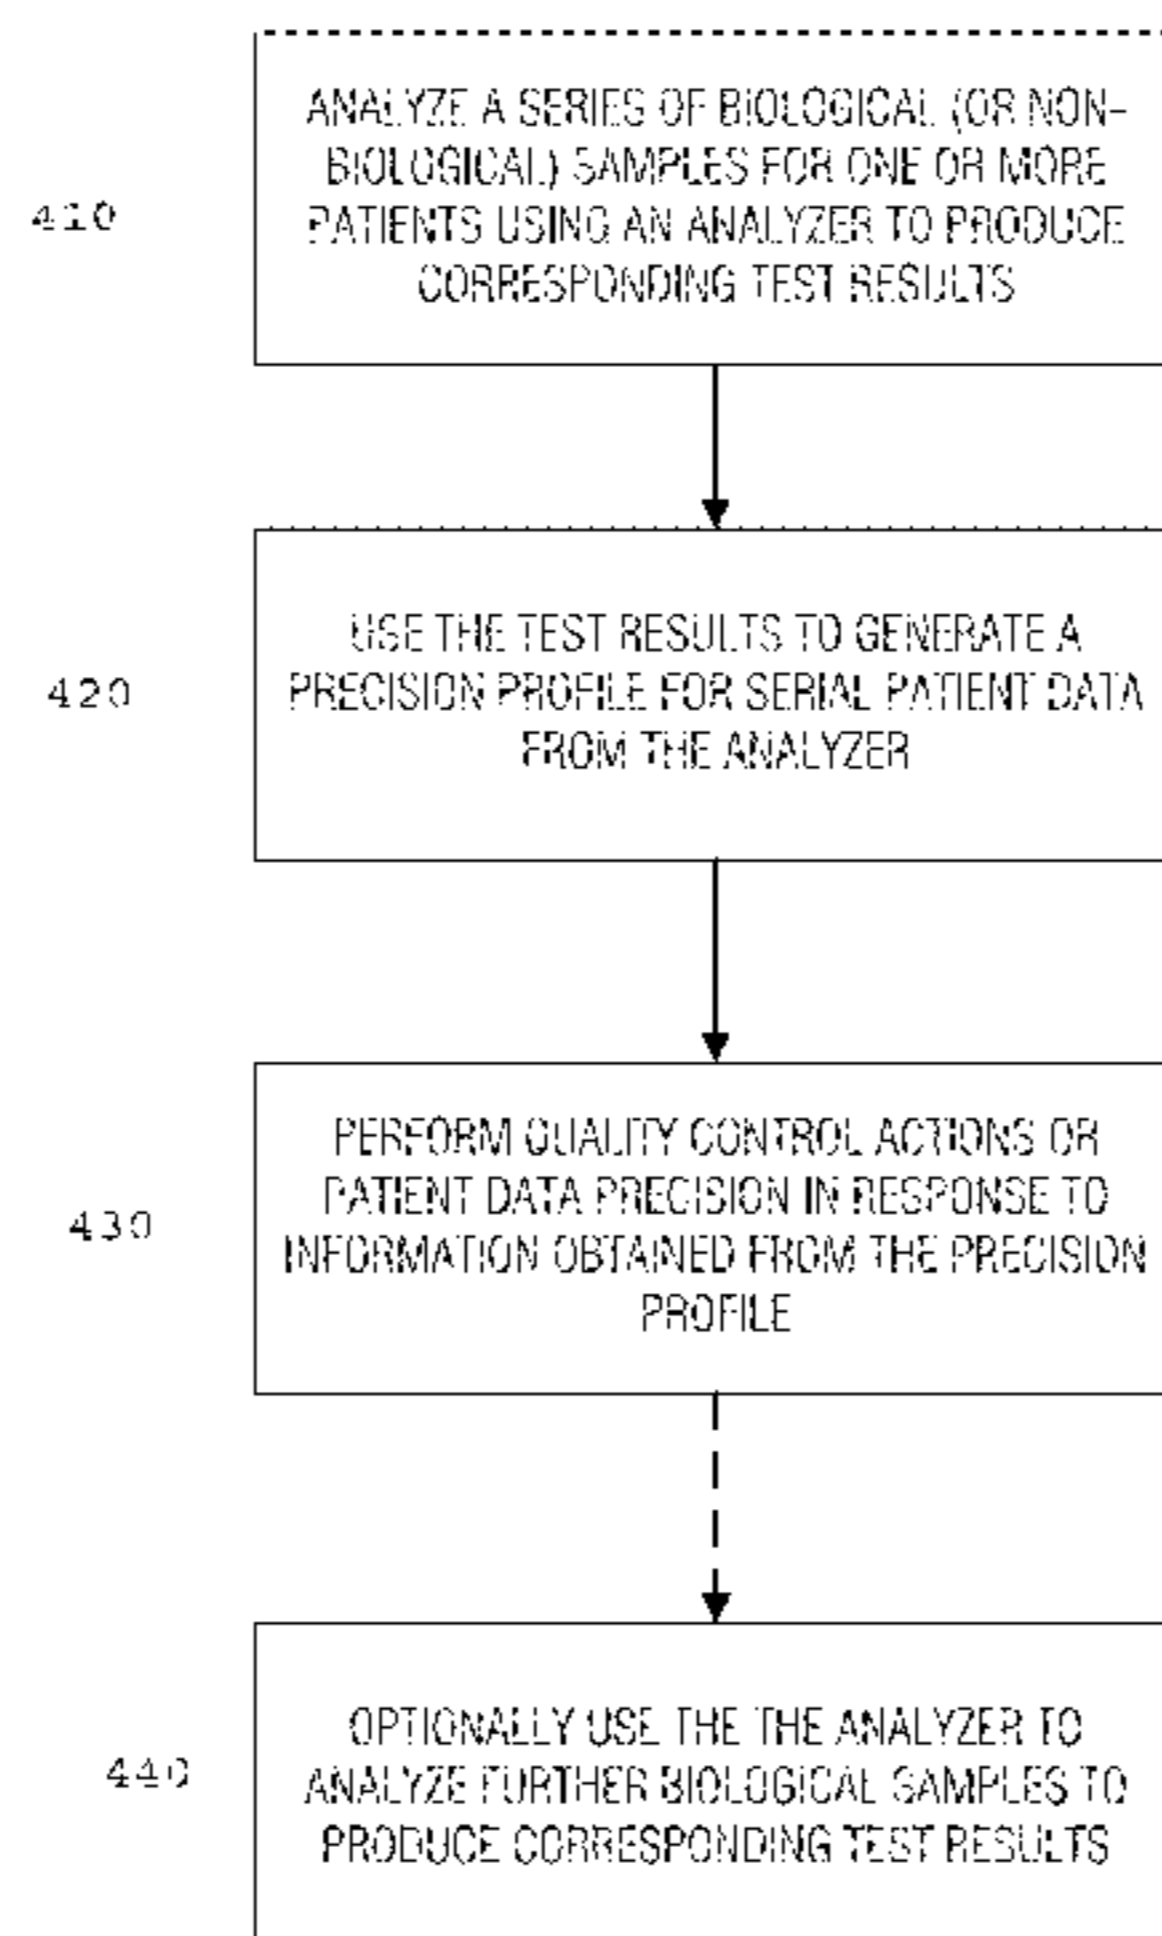 410
ANALYZE A SERIES OF BIOLOGICAL (OR NON-
BIOLOGICAL) SAMPLES FOR ONE OR MORE
PATIENTS USING AN ANALYZER TO PRODUCE
CORRESPONDING TEST RESULTS
420
USE THE TEST RESULTS TO GENERATE A
PRECISION PROFILE FOR SERIAL PATIENT DATA
FROM THE ANALYZER
430
PERFORM QUALITY CONTROL ACTIONS OR
PATIENT DATA PRECISION IN RESPONSE TO
INFORMATION OBTAINED FROM THE PRECISION
PROFILE
440
OPTIONALLY USE THE THE ANALYZER TO
ANALYZE FURTHER BIOLOGICAL SAMPLES TO
PRODUCE CORRESPONDING TEST RESULTS